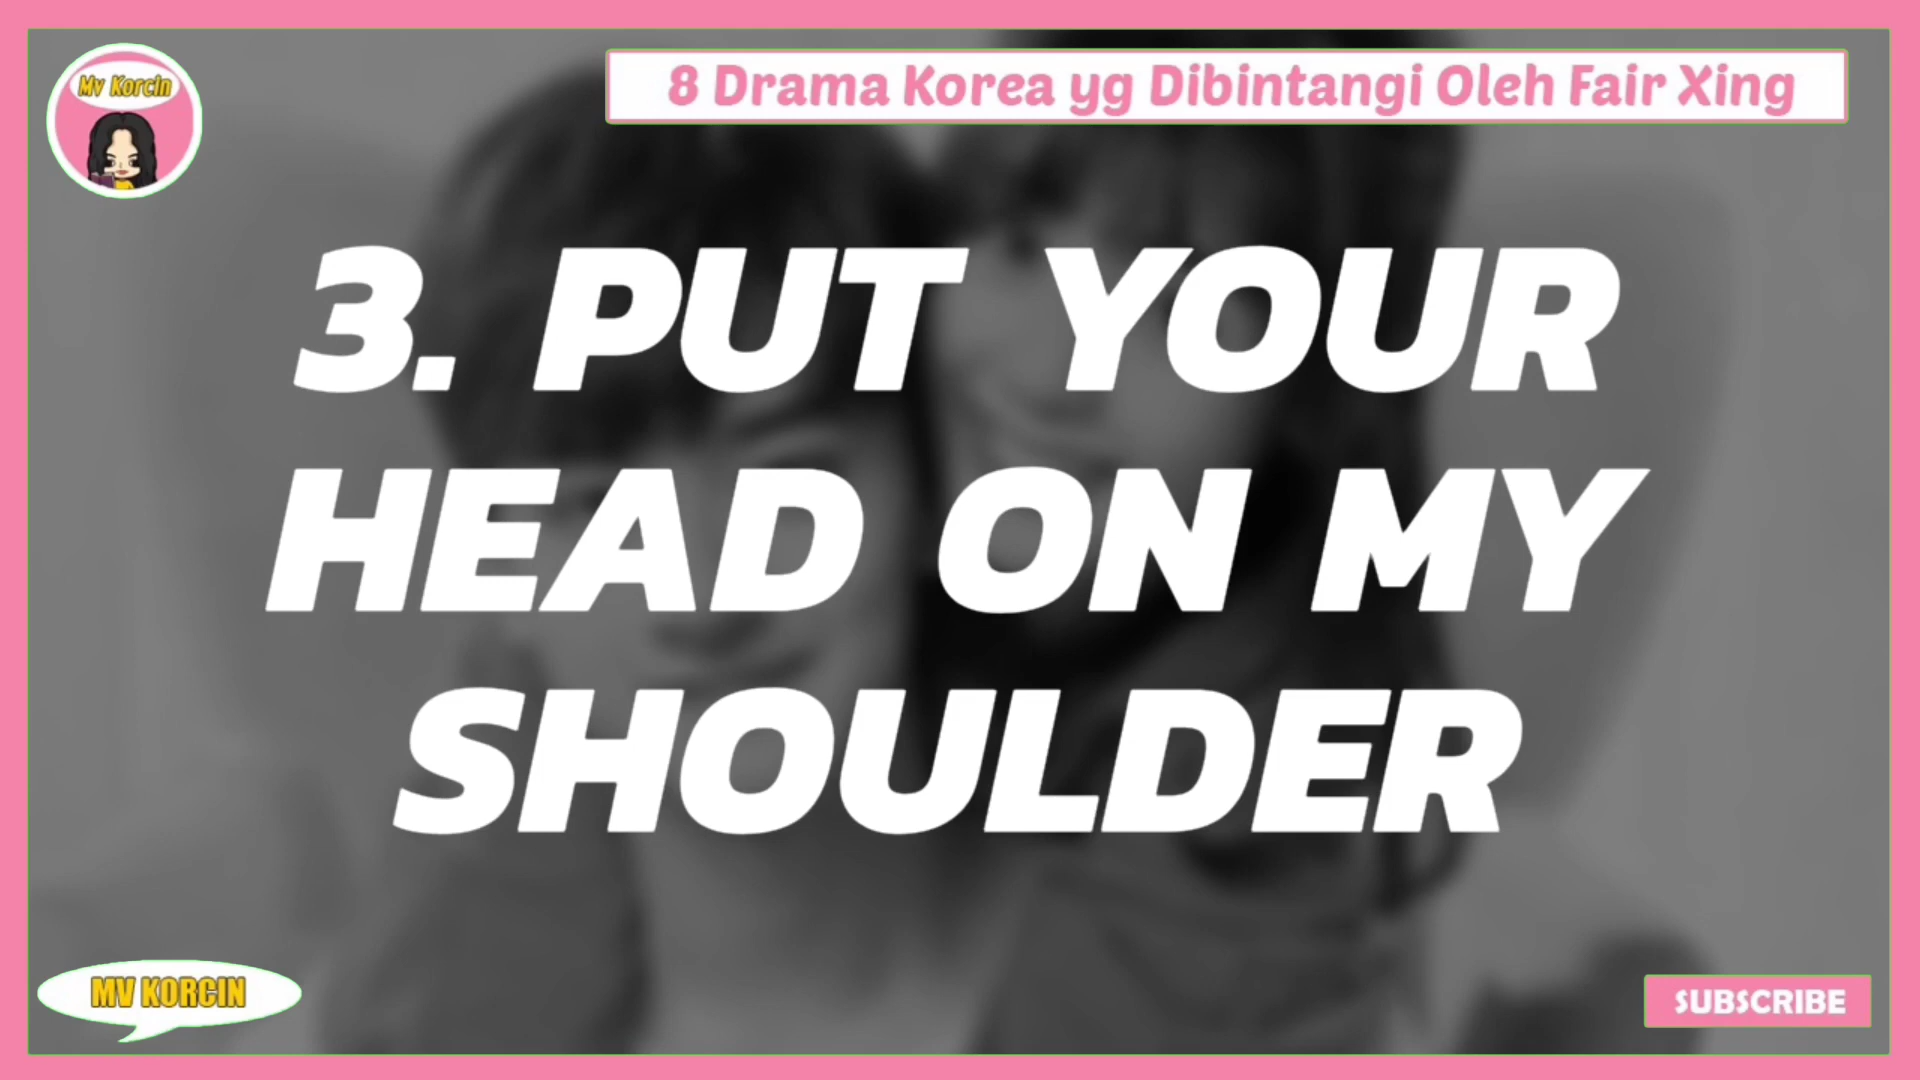 Mv Korcin
8 Drama Korea yg Dibintangi Oleh Fair Xing
3. PUT YOUR
HEAD ON MY
SHOULDER
MV KORCIN
SUBSCRIBE